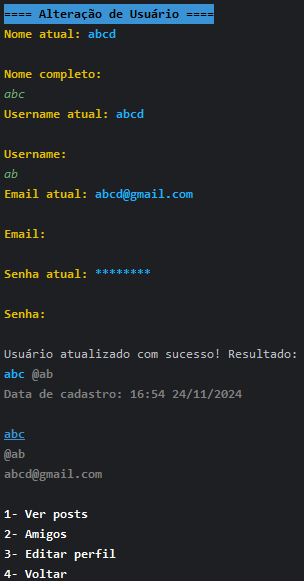 ==== Alteração de Usuário ====
Nome atual: abcd
Nome completo:
abc
Username atual: abcd
Username:
ab
Email atual: abcd@gmail.com
Email:
Senha atual: ********
Senha:
Usuário atualizado com sucesso! Resultado:
abc @ab
Data de cadastro: 16:54 24/11/2024
abc
@ab
abcd@gmail.com
1- Ver posts
2- Amigos
3- Editar perfil
4- Voltar